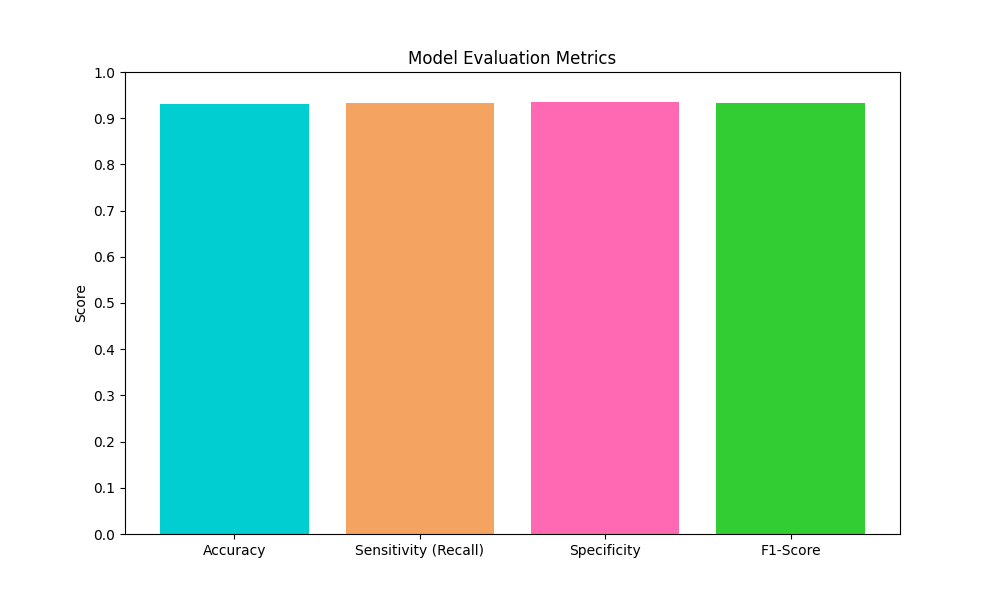 Model Evaluation Metrics
1.0
0.9
0.8
0.7
0.6
0.5
0.4
0.3
0.2
0.1
0.0
Score
Accuracy
Sensitivity (Recall)
Specificity
F1-Score